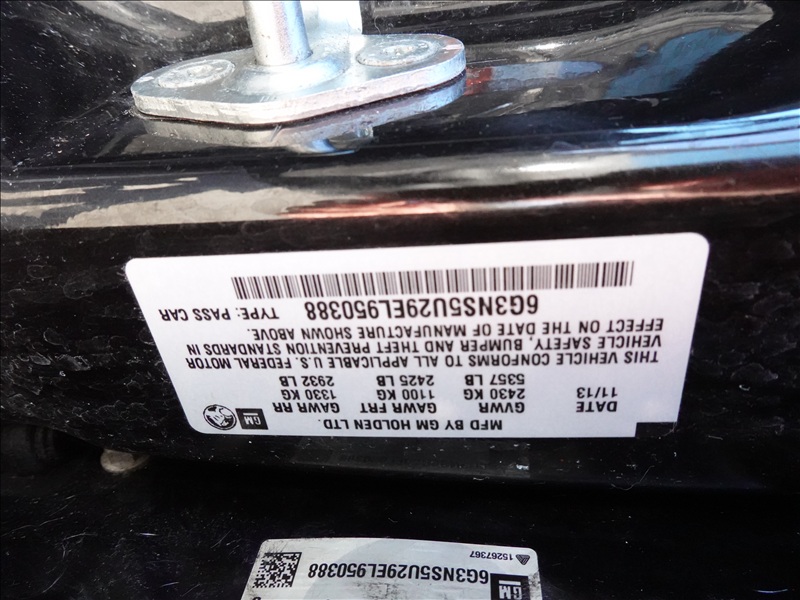 MFD BY GM HOLDEN LTD.
GM
DATE GVWR GAWR FRT GAWR RR
11/13 2430 KG 1100 KG 1330 KG
5357 LB 2425 LB 2932 LB
THIS VEHICLE CONFORMS TO ALL APPLICABLE U.S. FEDERAL MOTOR
VEHICLE SAFETY, BUMPER AND THEFT PREVENTION STANDARDS IN
EFFECT ON THE DATE OF MANUFACTURE SHOWN ABOVE.
6G3NS5U29EL950388 TYPE: PASS CAR
GM
6G3NS5U29EL950388
15267367